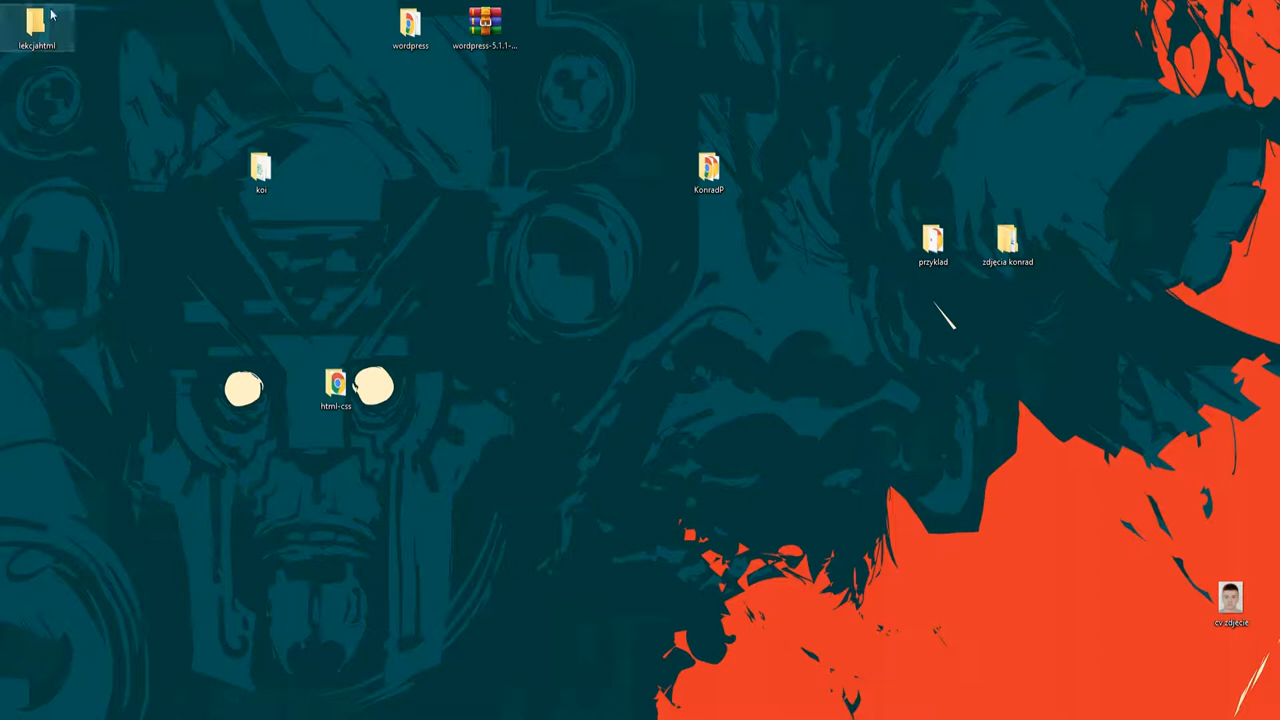 lekcjahtml
wordpress
wordpress-5.1.1-...
koi
KonradP
przyklad
zdjęcia konrad
html-css
cv zdjęcie